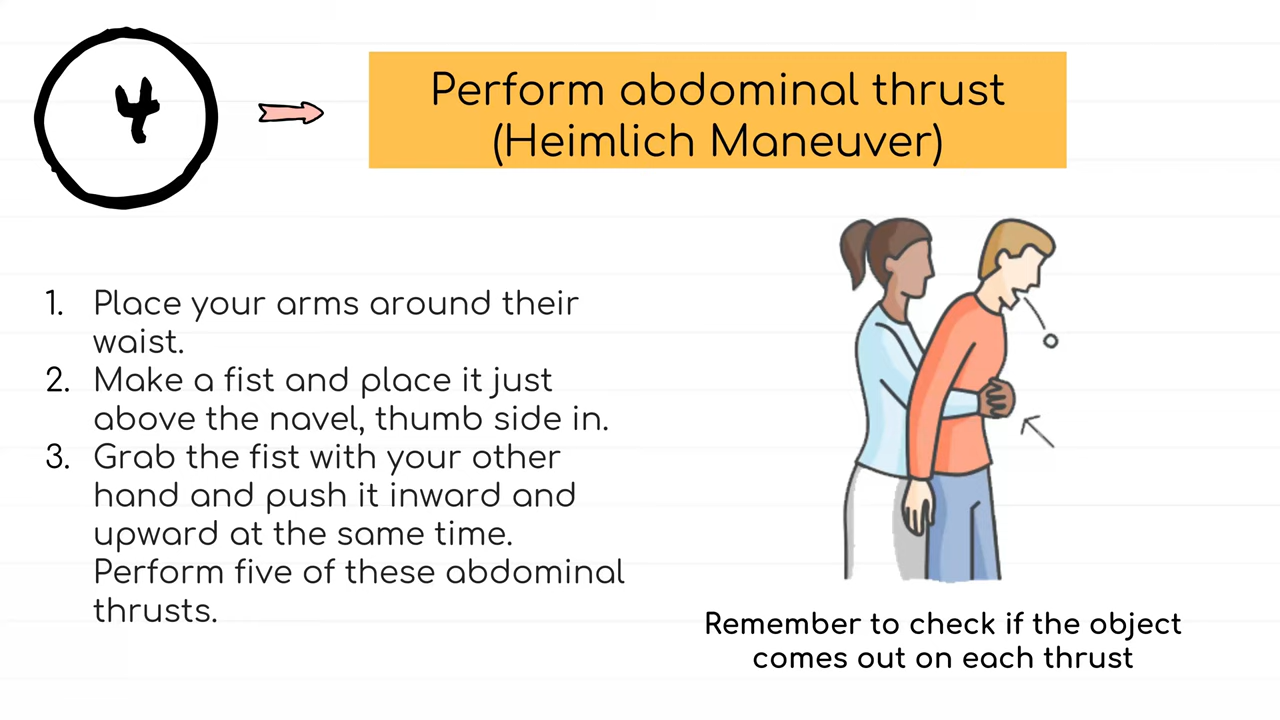 4
Perform abdominal thrust
(Heimlich Maneuver)
1. Place your arms around their
waist.
2. Make a fist and place it just
above the navel, thumb side in.
3. Grab the fist with your other
hand and push it inward and
upward at the same time.
Perform five of these abdominal
thrusts.
Remember to check if the object
comes out on each thrust